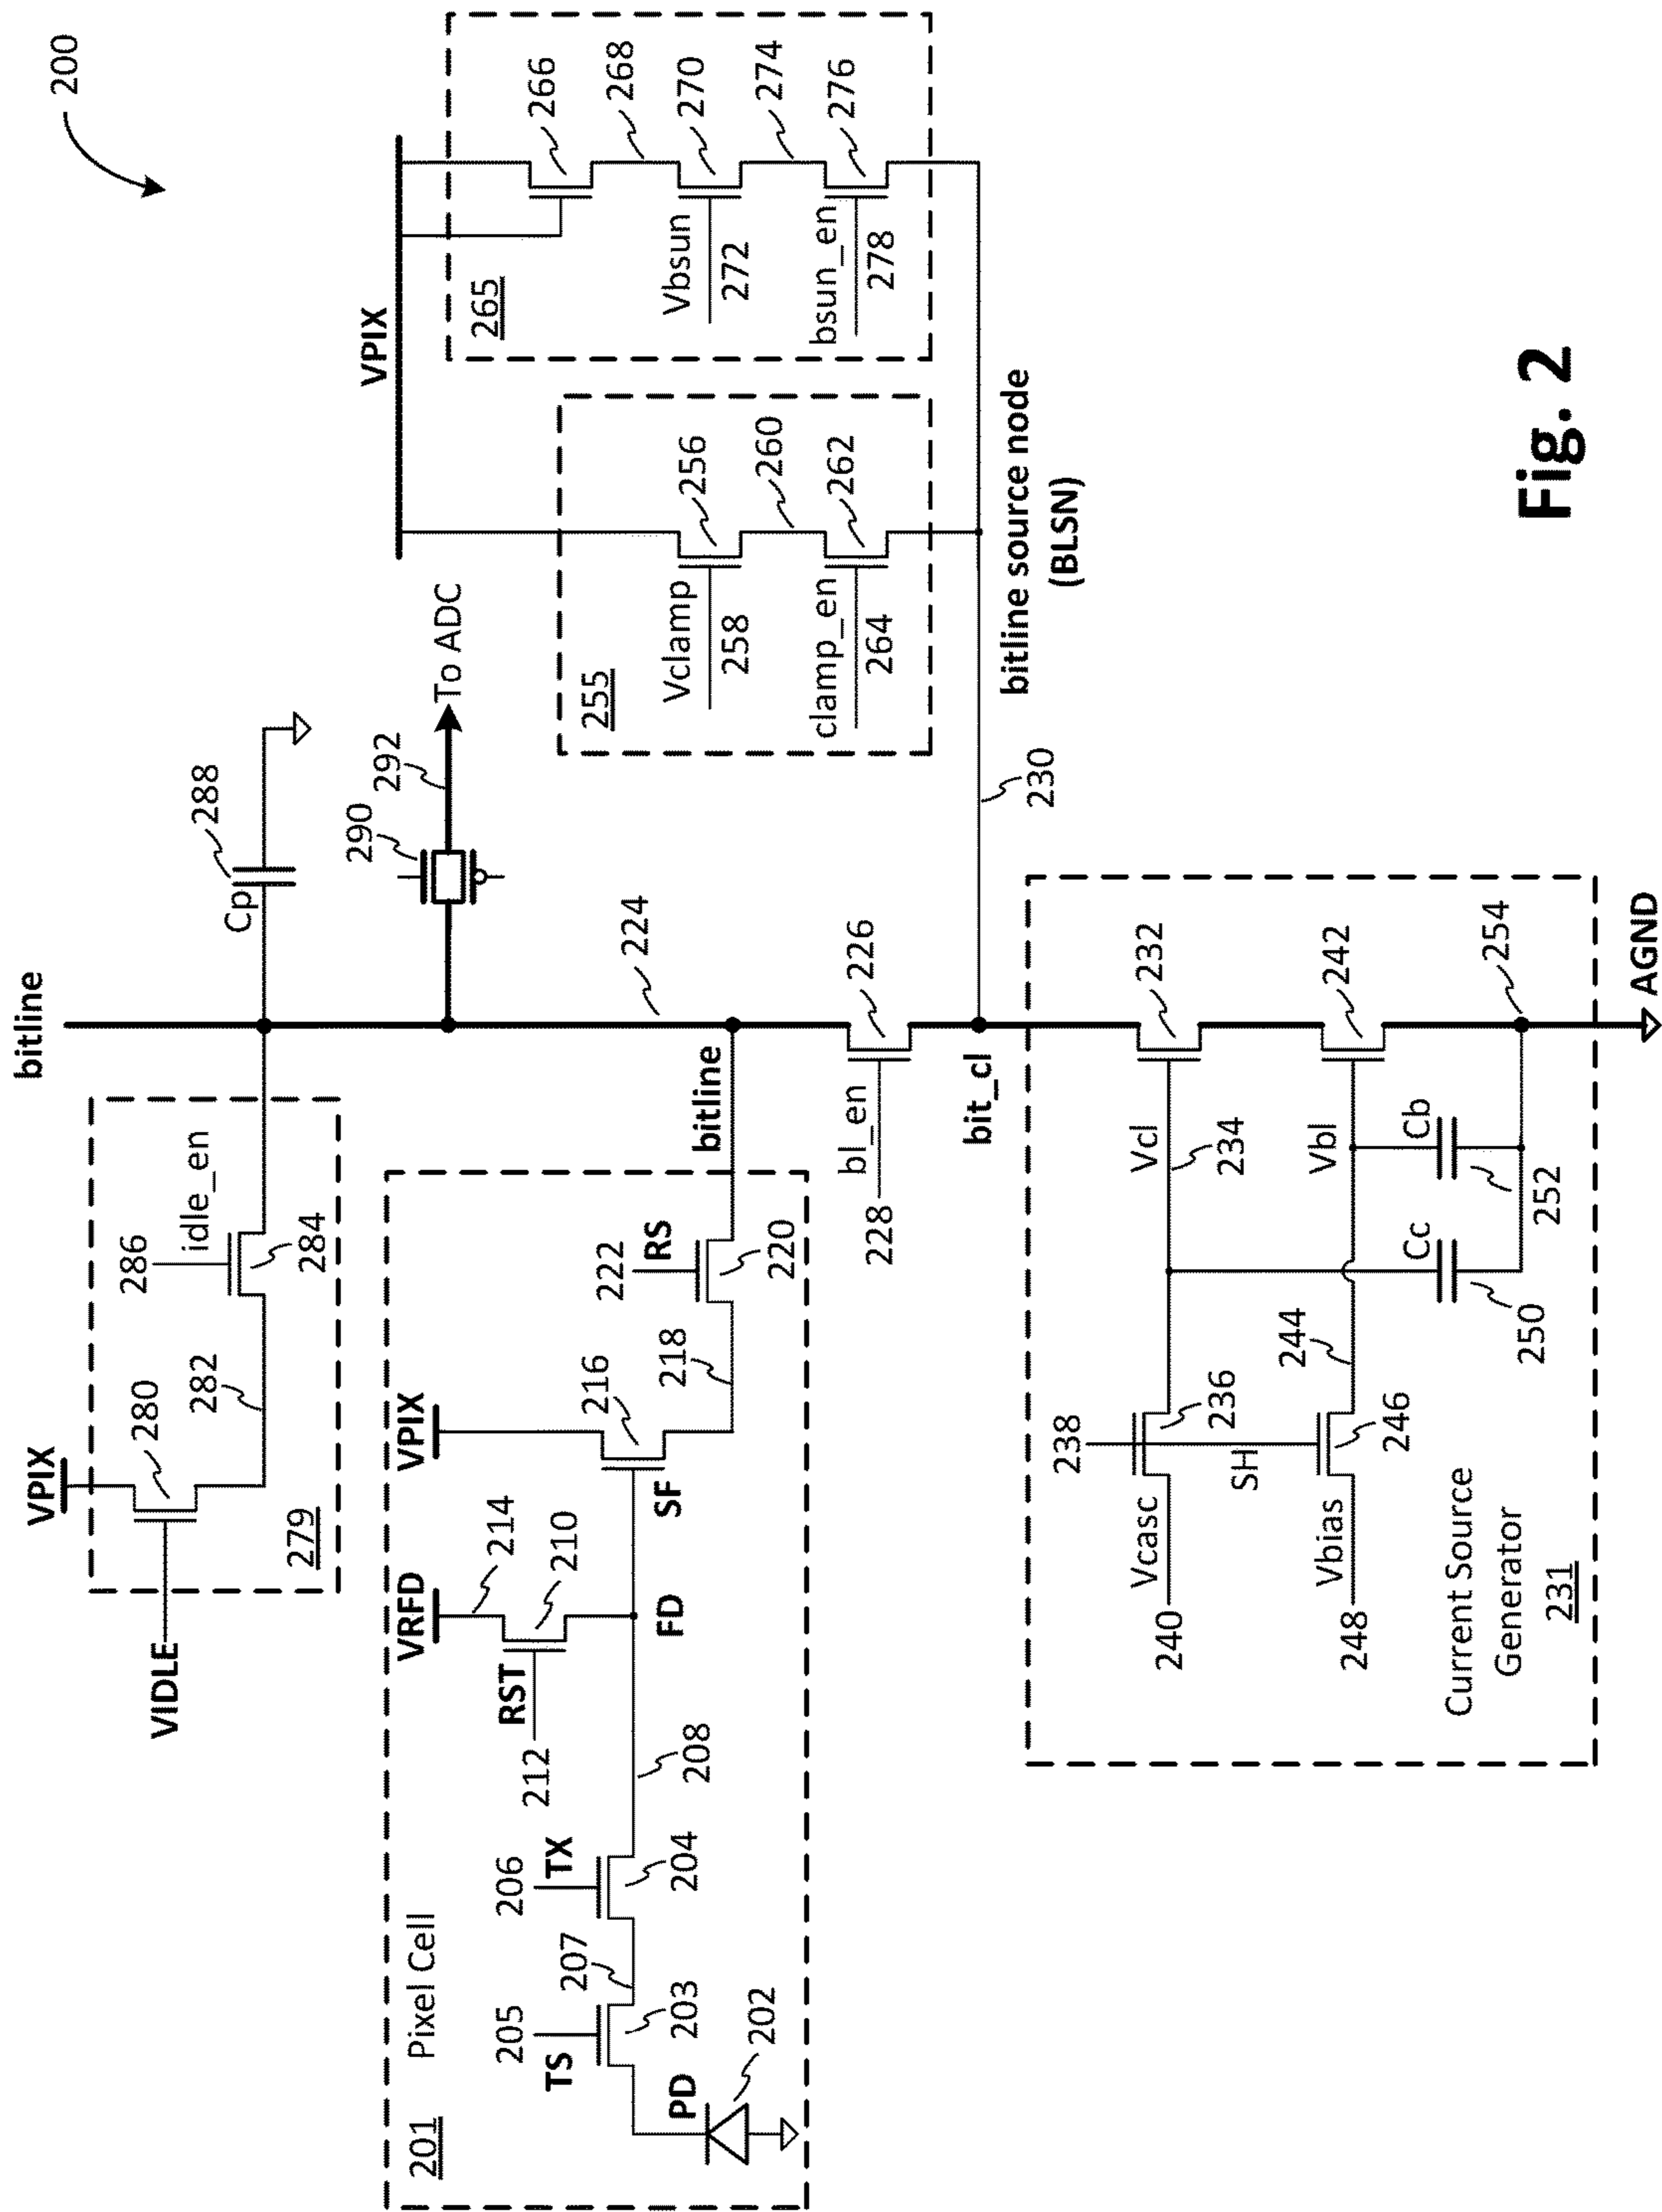 200
bitline
VPIX
VIDLE
280
282
286
idle_en
284
279
Cp
288
290
292
To ADC
224
201
Pixel Cell
PD
202
TS
205
203
207
206
TX
204
208
212
RST
VRFD
214
210
FD
SF
VPIX
216
218
222
RS
220
bitline
bl_en
228
226
bit_cl
230
bitline source node
(BLSN)
VPIX
255
Vclamp
258
256
260
clamp_en
264
262
265
266
268
Vbsun
272
270
274
bsun_en
278
276
240
Vcasc
238
236
SH
Vcl
234
232
248
Vbias
246
244
Vbl
242
Cc
250
Cb
252
254
Current Source
Generator
231
AGND
Fig. 2